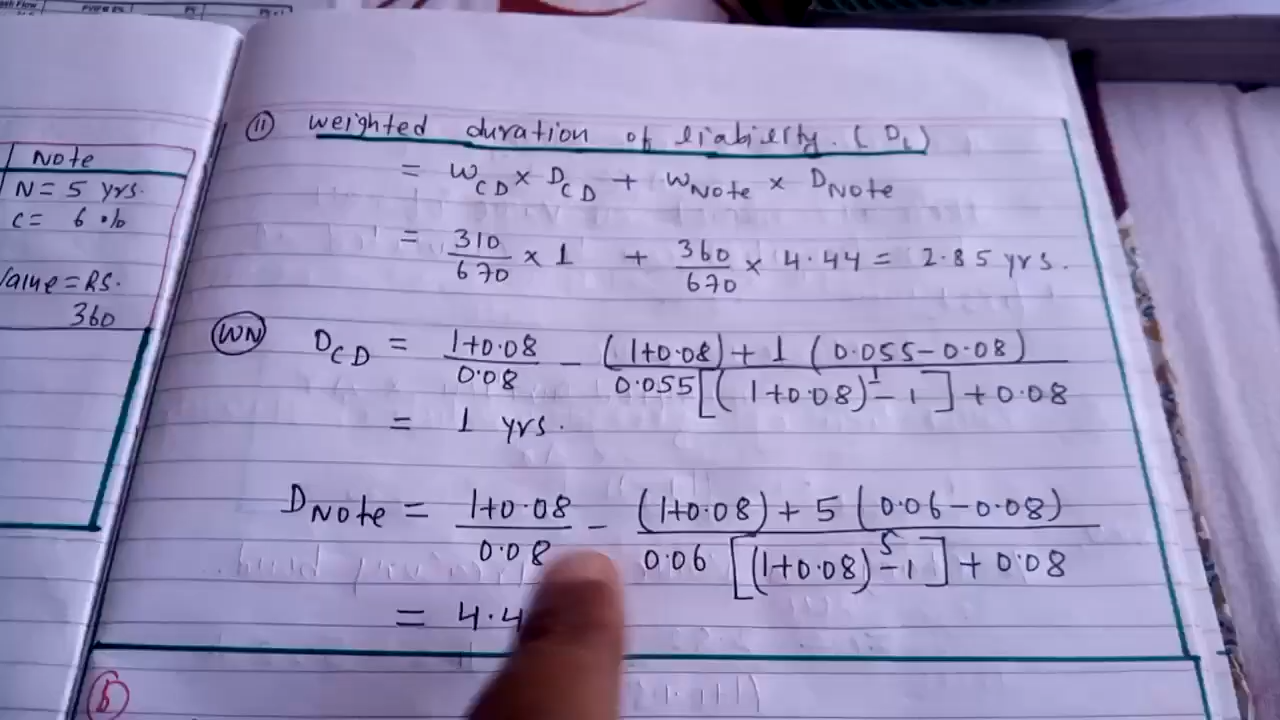 Note
N = 5 yrs.
C = 6 %
Value = RS.
360
(ii) Weighted duration of liability. (DL)
= WCD × DCD + WNote × DNote
= 310/670 × 1 + 360/670 × 4.44 = 2.85 yrs.
(WN) DCD = 1+0.08/0.08 − (1+0.08) + 1 (0.055−0.08)/0.055[(1+0.08)^1 − 1] + 0.08
= 1 yrs.
DNote = 1+0.08/0.08 − (1+0.08) + 5 (0.06−0.08)/0.06 [(1+0.08)^5 − 1] + 0.08
= 4.4